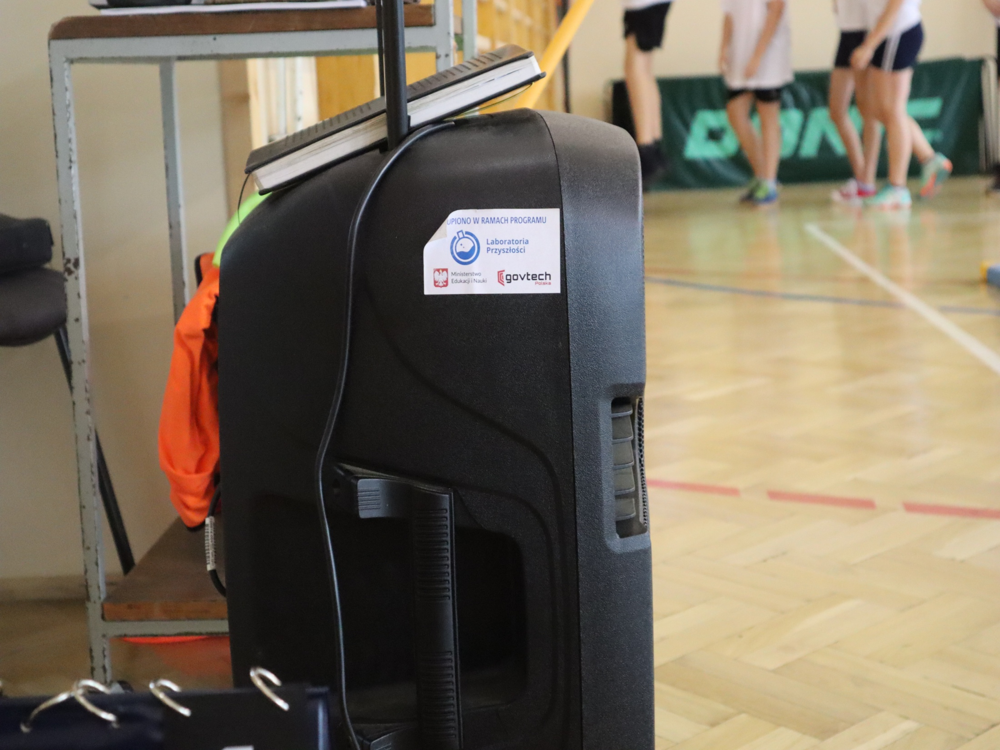 UPIONO W RAMACH PROGRAMU
Laboratoria
Przyszłości
Ministerstwo
Edukacji i Nauki
govtech
Polska